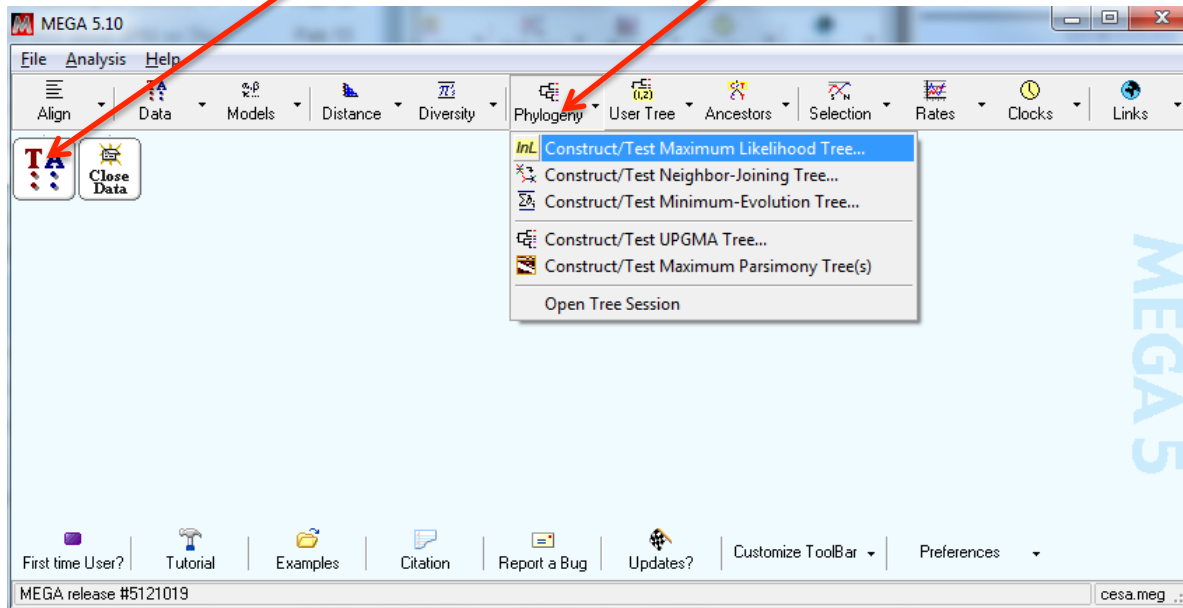 MEGA 5.10
File Analysis Help
Align Data Models Distance Diversity Phylogeny User Tree Ancestors Selection Rates Clocks Links
TA
Close
Data
Construct/Test Maximum Likelihood Tree...
Construct/Test Neighbor-Joining Tree...
Construct/Test Minimum-Evolution Tree...
Construct/Test UPGMA Tree...
Construct/Test Maximum Parsimony Tree(s)
Open Tree Session
MEGA 5
First time User? Tutorial Examples Citation Report a Bug Updates? Customize ToolBar Preferences
MEGA release #5121019 cesa.meg